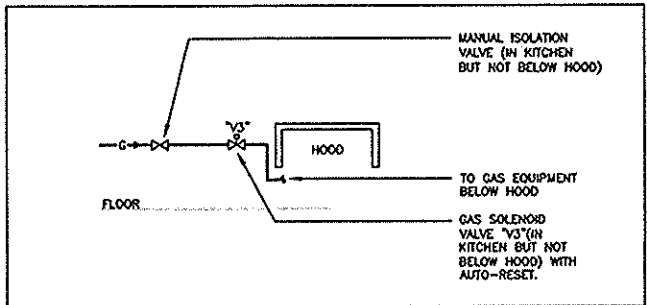 MANUAL ISOLATION
VALVE (IN KITCHEN
BUT NOT BELOW HOOD)
"V3"
G
HOOD
TO GAS EQUIPMENT
BELOW HOOD
FLOOR
GAS SOLENOID
VALVE "V3"(IN
KITCHEN BUT NOT
BELOW HOOD) WITH
AUTO-RESET.